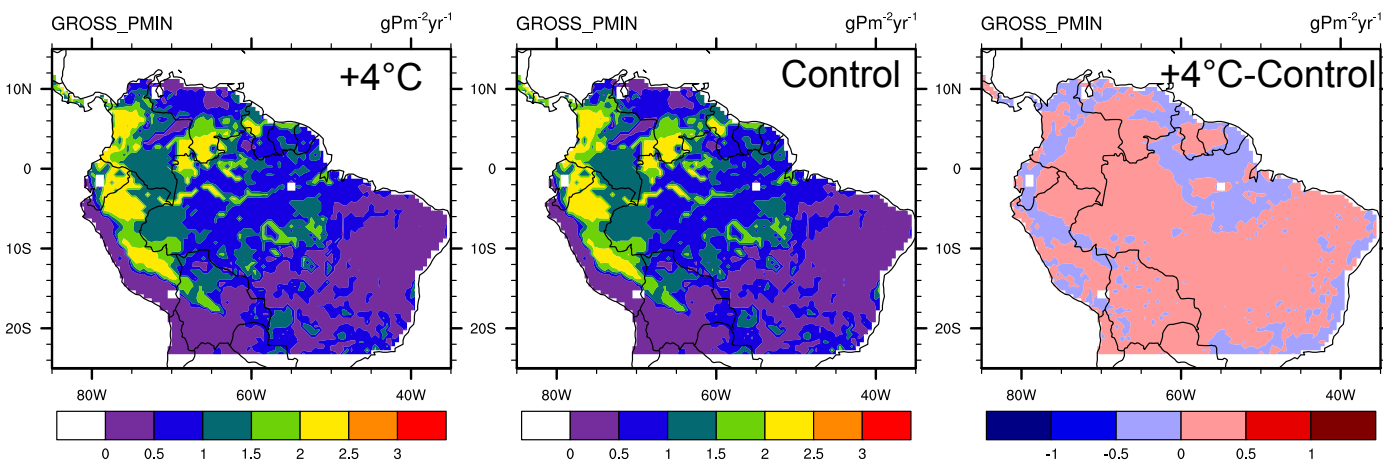 GROSS_PMIN gPm-2yr-1 GROSS_PMIN gPm-2yr-1 GROSS_PMIN gPm-2yr-1
+4°C Control +4°C-Control
10N 10N 10N
0 0 0
10S 10S 10S
20S 20S 20S
80W 60W 40W 80W 60W 40W 80W 60W 40W
0 0.5 1 1.5 2 2.5 3 0 0.5 1 1.5 2 2.5 3 -1 -0.5 0 0.5 1